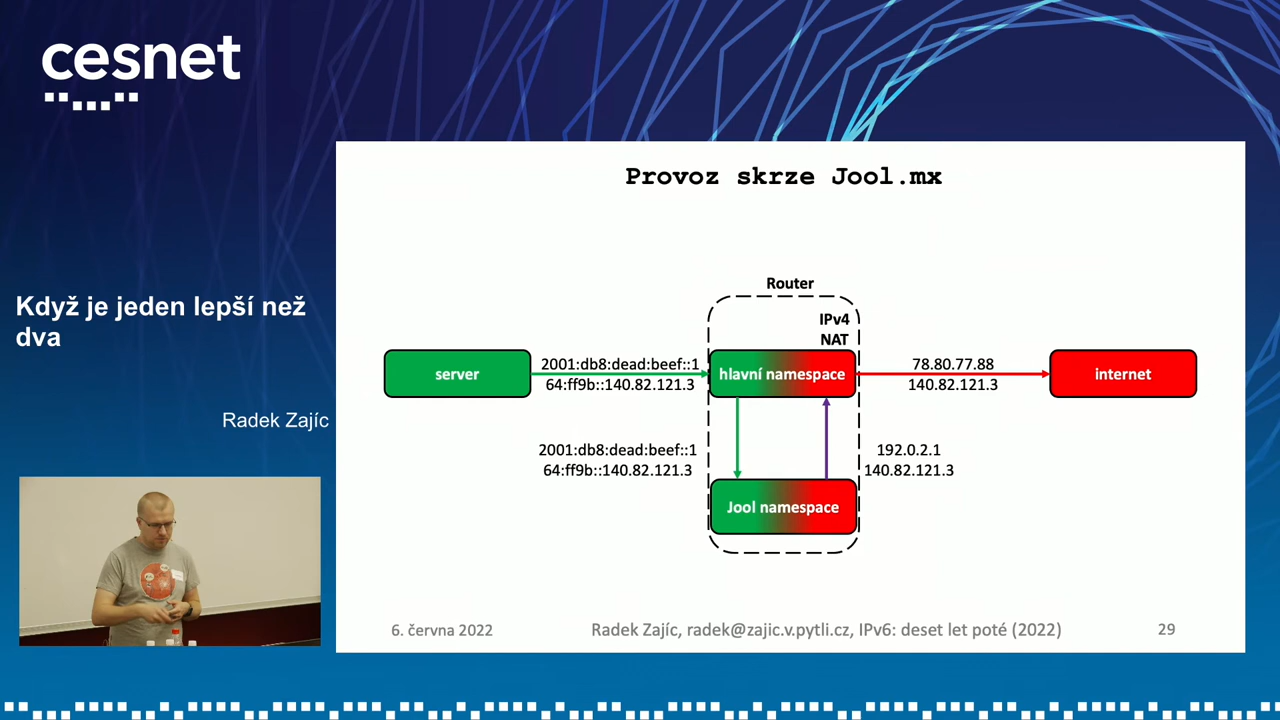 cesnet
Když je jeden lepší než
dva
Radek Zajíc
Provoz skrze Jool.mx
Router
IPv4
NAT
server
2001:db8:dead:beef::1
64:ff9b::140.82.121.3
hlavní namespace
78.80.77.88
140.82.121.3
internet
2001:db8:dead:beef::1
64:ff9b::140.82.121.3
192.0.2.1
140.82.121.3
Jool namespace
6. června 2022
Radek Zajíc, radek@zajic.v.pytli.cz, IPv6: deset let poté (2022)
29